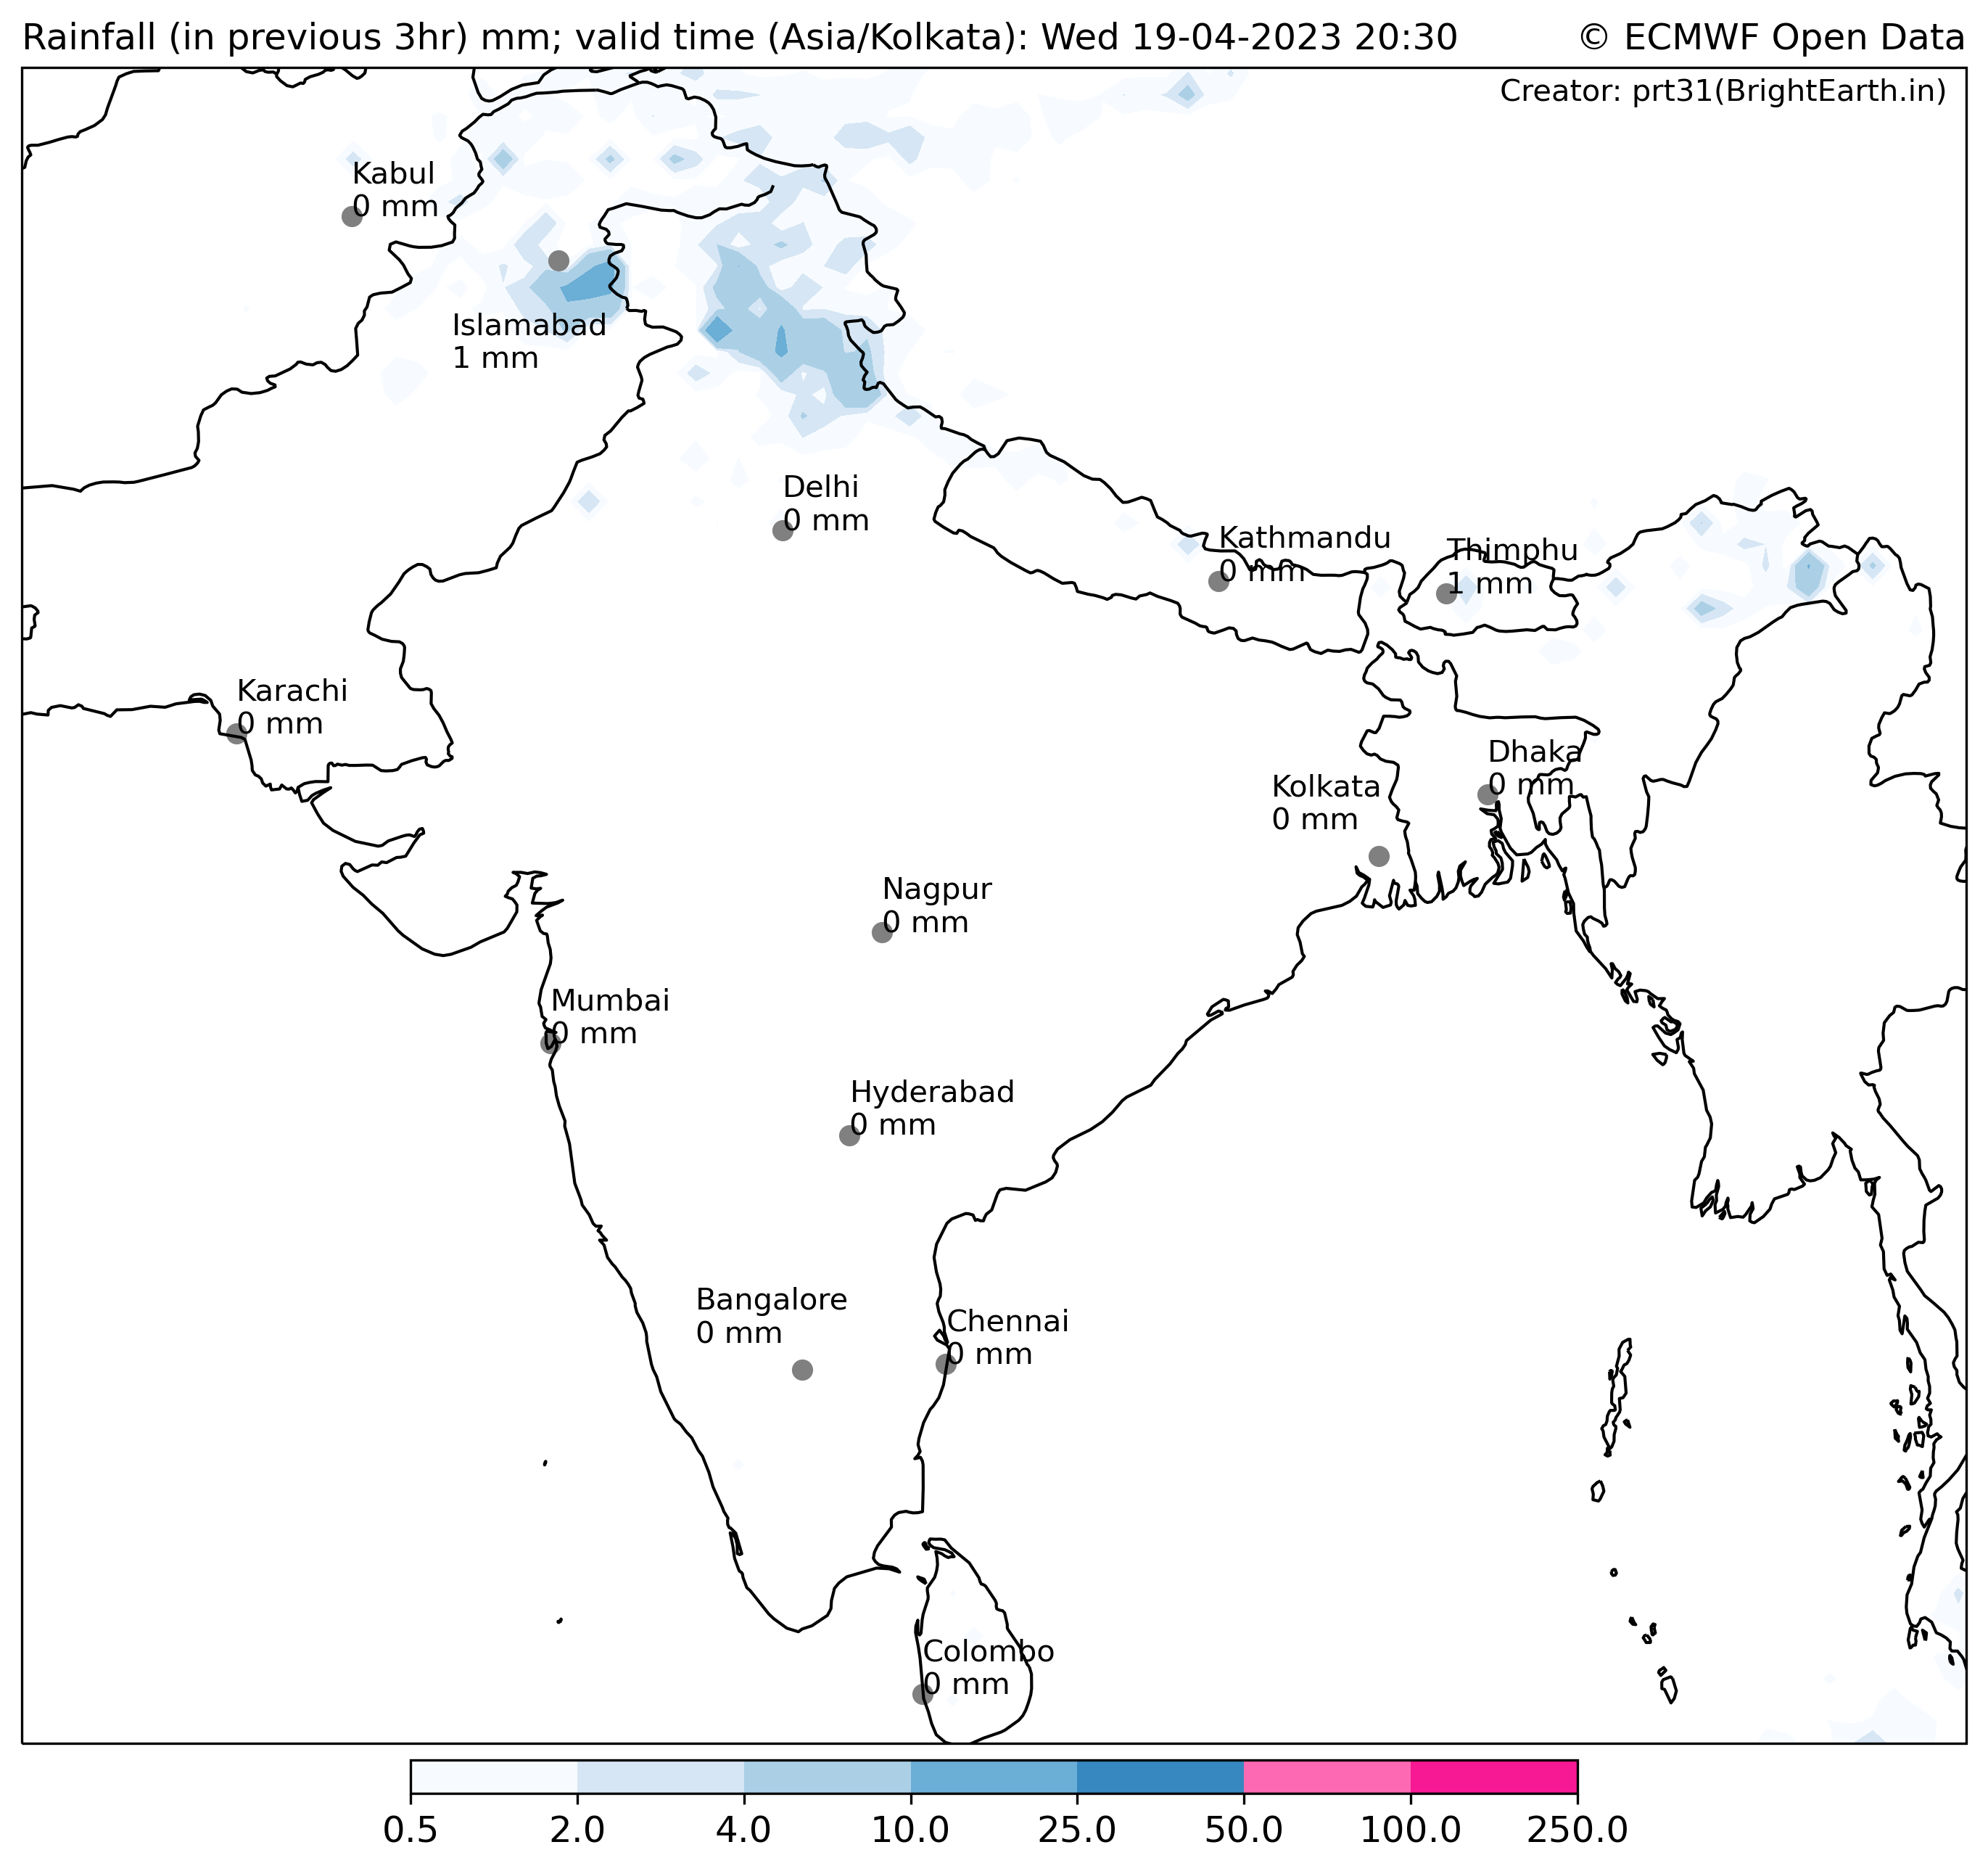 Rainfall (in previous 3hr) mm; valid time (Asia/Kolkata): Wed 19-04-2023 20:30
© ECMWF Open Data
Creator: prt31(BrightEarth.in)
Kabul
0 mm
Islamabad
1 mm
Delhi
0 mm
Kathmandu
0 mm
Thimphu
1 mm
Karachi
0 mm
Dhaka
0 mm
Kolkata
0 mm
Nagpur
0 mm
Mumbai
0 mm
Hyderabad
0 mm
Bangalore
0 mm
Chennai
0 mm
Colombo
0 mm
0.5 2.0 4.0 10.0 25.0 50.0 100.0 250.0